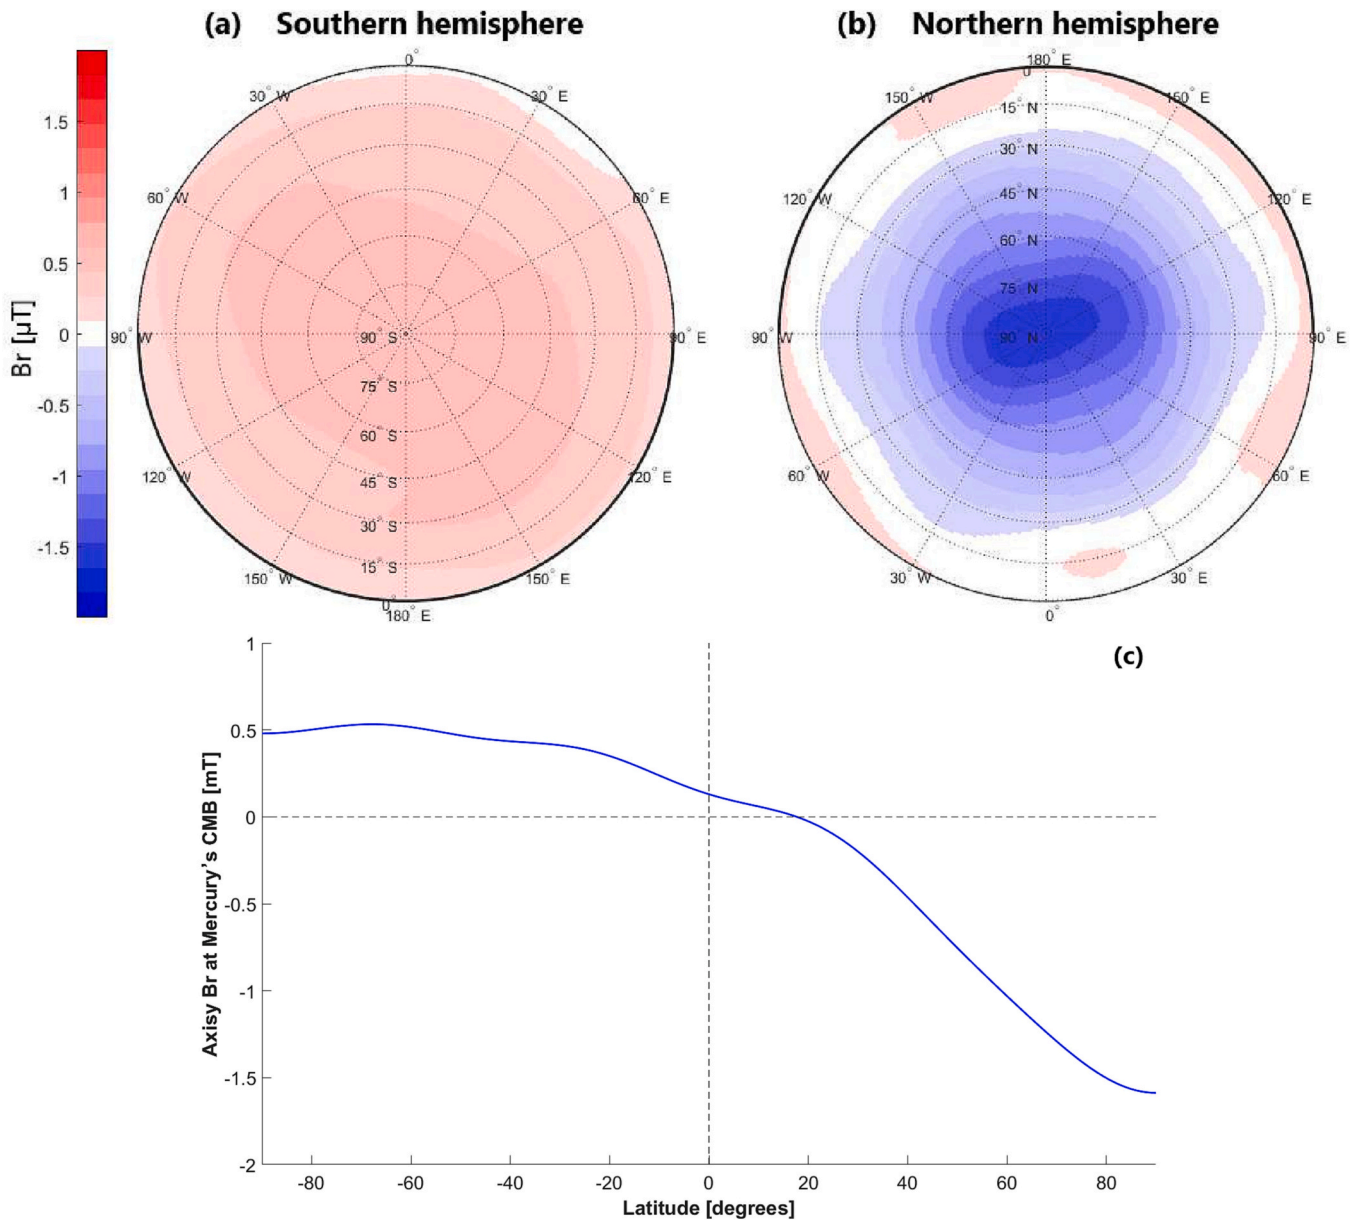 (a) Southern hemisphere
(b) Northern hemisphere
Br [µT]
1.5
1
0.5
0
-0.5
-1
-1.5
0°
30° W
30° E
60° W
60° E
90° W
90° S
90° E
75° S
60° S
120° W
45° S
120° E
30° S
15° S
150° W
150° E
0°
180° E
180° E
0°
150° W
15° N
150° E
30° N
120° W
45° N
120° E
60° N
75° N
90° W
90° N
90° E
60° W
60° E
30° W
30° E
0°
(c)
Axisy Br at Mercury's CMB [mT]
1
0.5
0
-0.5
-1
-1.5
-2
-80 -60 -40 -20 0 20 40 60 80
Latitude [degrees]